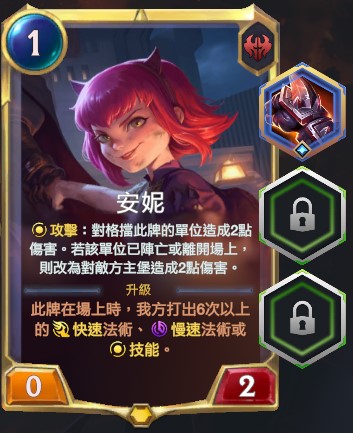 1
安妮
攻擊：對格擋此牌的單位造成2點
傷害。若該單位已陣亡或離開場上，
則改為對敵方主堡造成2點傷害。
升級
此牌在場上時，我方打出6次以上
的 快速法術、 慢速法術或
技能。
0
2